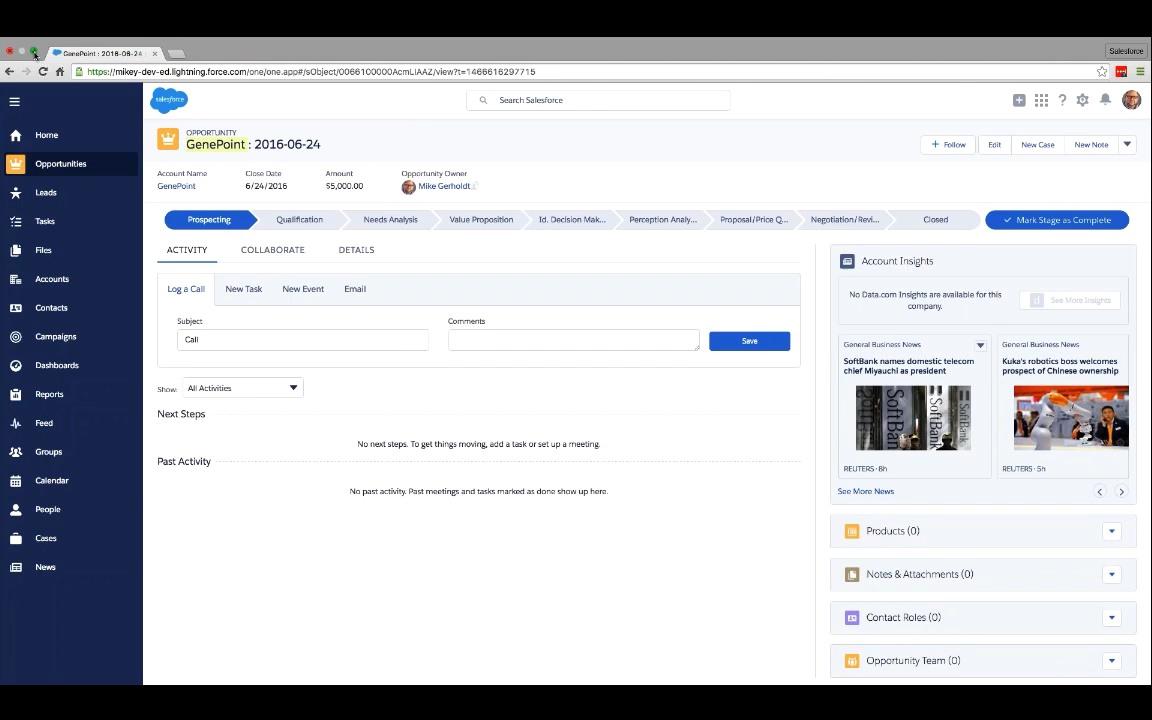 GenePoint : 2016-06-24
Salesforce
https://mikey-dev-ed.lightning.force.com/one/one.app#/sObject/0066100000AcmLIAAZ/view?t=1466616297715
salesforce
Search Salesforce
OPPORTUNITY
GenePoint : 2016-06-24
+ Follow
Edit
New Case
New Note
Account Name
Close Date
Amount
Opportunity Owner
GenePoint
6/24/2016
$5,000.00
Mike Gerholdt
Prospecting
Qualification
Needs Analysis
Value Proposition
Id. Decision Mak...
Perception Analy...
Proposal/Price Q...
Negotiation/Revi...
Closed
Mark Stage as Complete
Home
Opportunities
Leads
Tasks
Files
Accounts
Contacts
Campaigns
Dashboards
Reports
Feed
Groups
Calendar
People
Cases
News
ACTIVITY
COLLABORATE
DETAILS
Log a Call
New Task
New Event
Email
Subject
Comments
Call
Save
Show:
All Activities
Next Steps
No next steps. To get things moving, add a task or set up a meeting.
Past Activity
No past activity. Past meetings and tasks marked as done show up here.
Account Insights
No Data.com Insights are available for this
company.
d
See More Insights
General Business News
SoftBank names domestic telecom
chief Miyauchi as president
SoftBank
SoftBank
REUTERS · 8h
General Business News
Kuka's robotics boss welcomes
prospect of Chinese ownership
REUTERS · 5h
See More News
Products (0)
Notes & Attachments (0)
Contact Roles (0)
Opportunity Team (0)